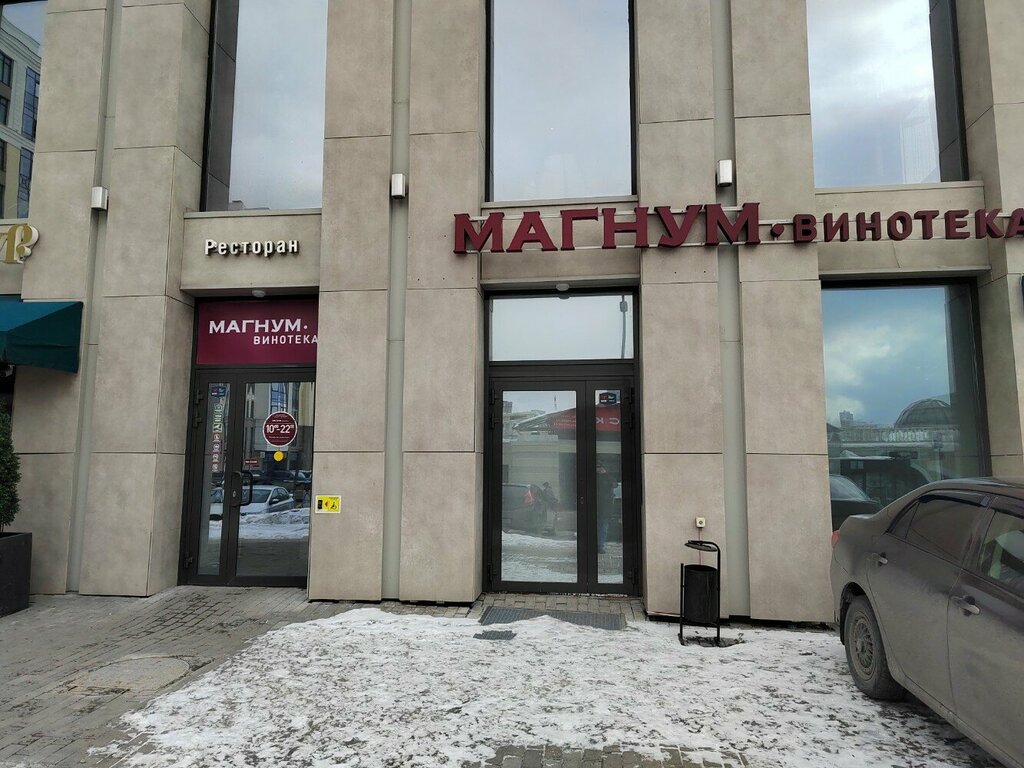 Ресторан
МАГНУМ·ВИНОТЕКА
МАГНУМ·
ВИНОТЕКА
10⁰⁰-22⁰⁰